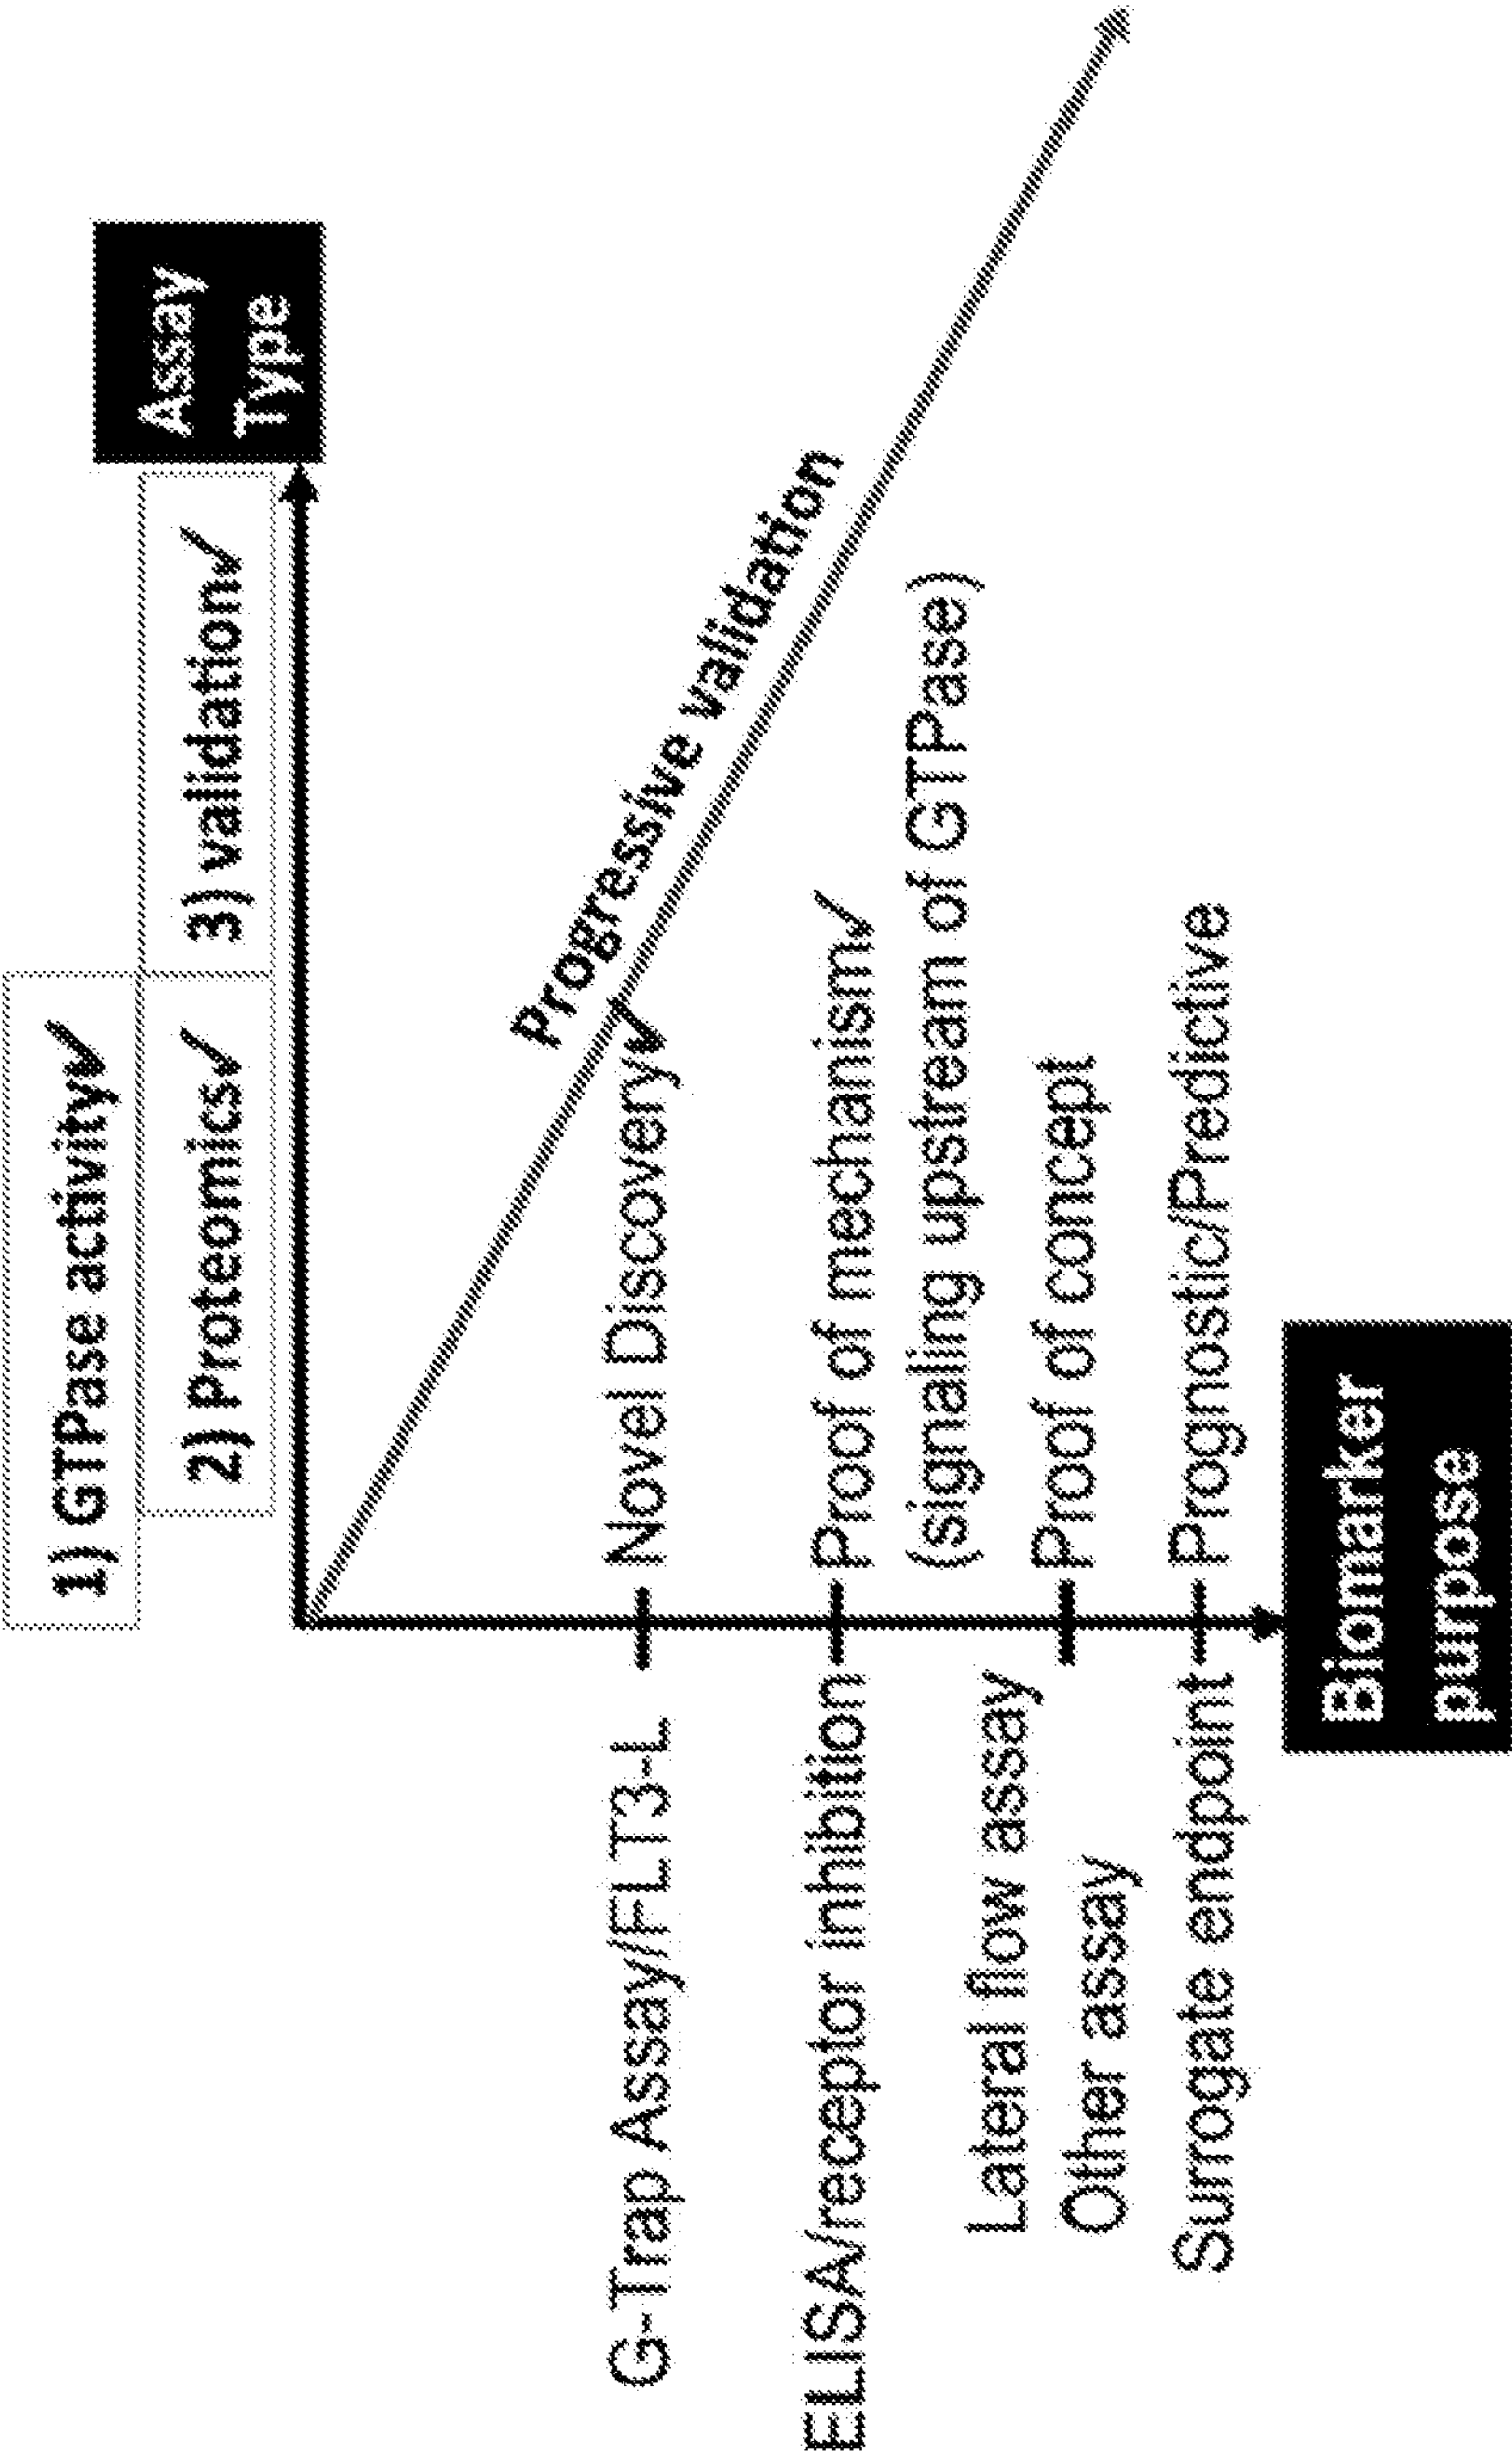 1) GTPase activity✓
2) Proteomics✓
3) validation✓
Assay
Type
Progressive validation
G-Trap Assay/FLT3-L
Novel Discovery✓
ELISA/receptor inhibition
Proof of mechanism✓
(signaling upstream of GTPase)
Lateral flow assay
Other assay
Proof of concept
Surrogate endpoint
Prognostic/Predictive
Biomarker
purpose